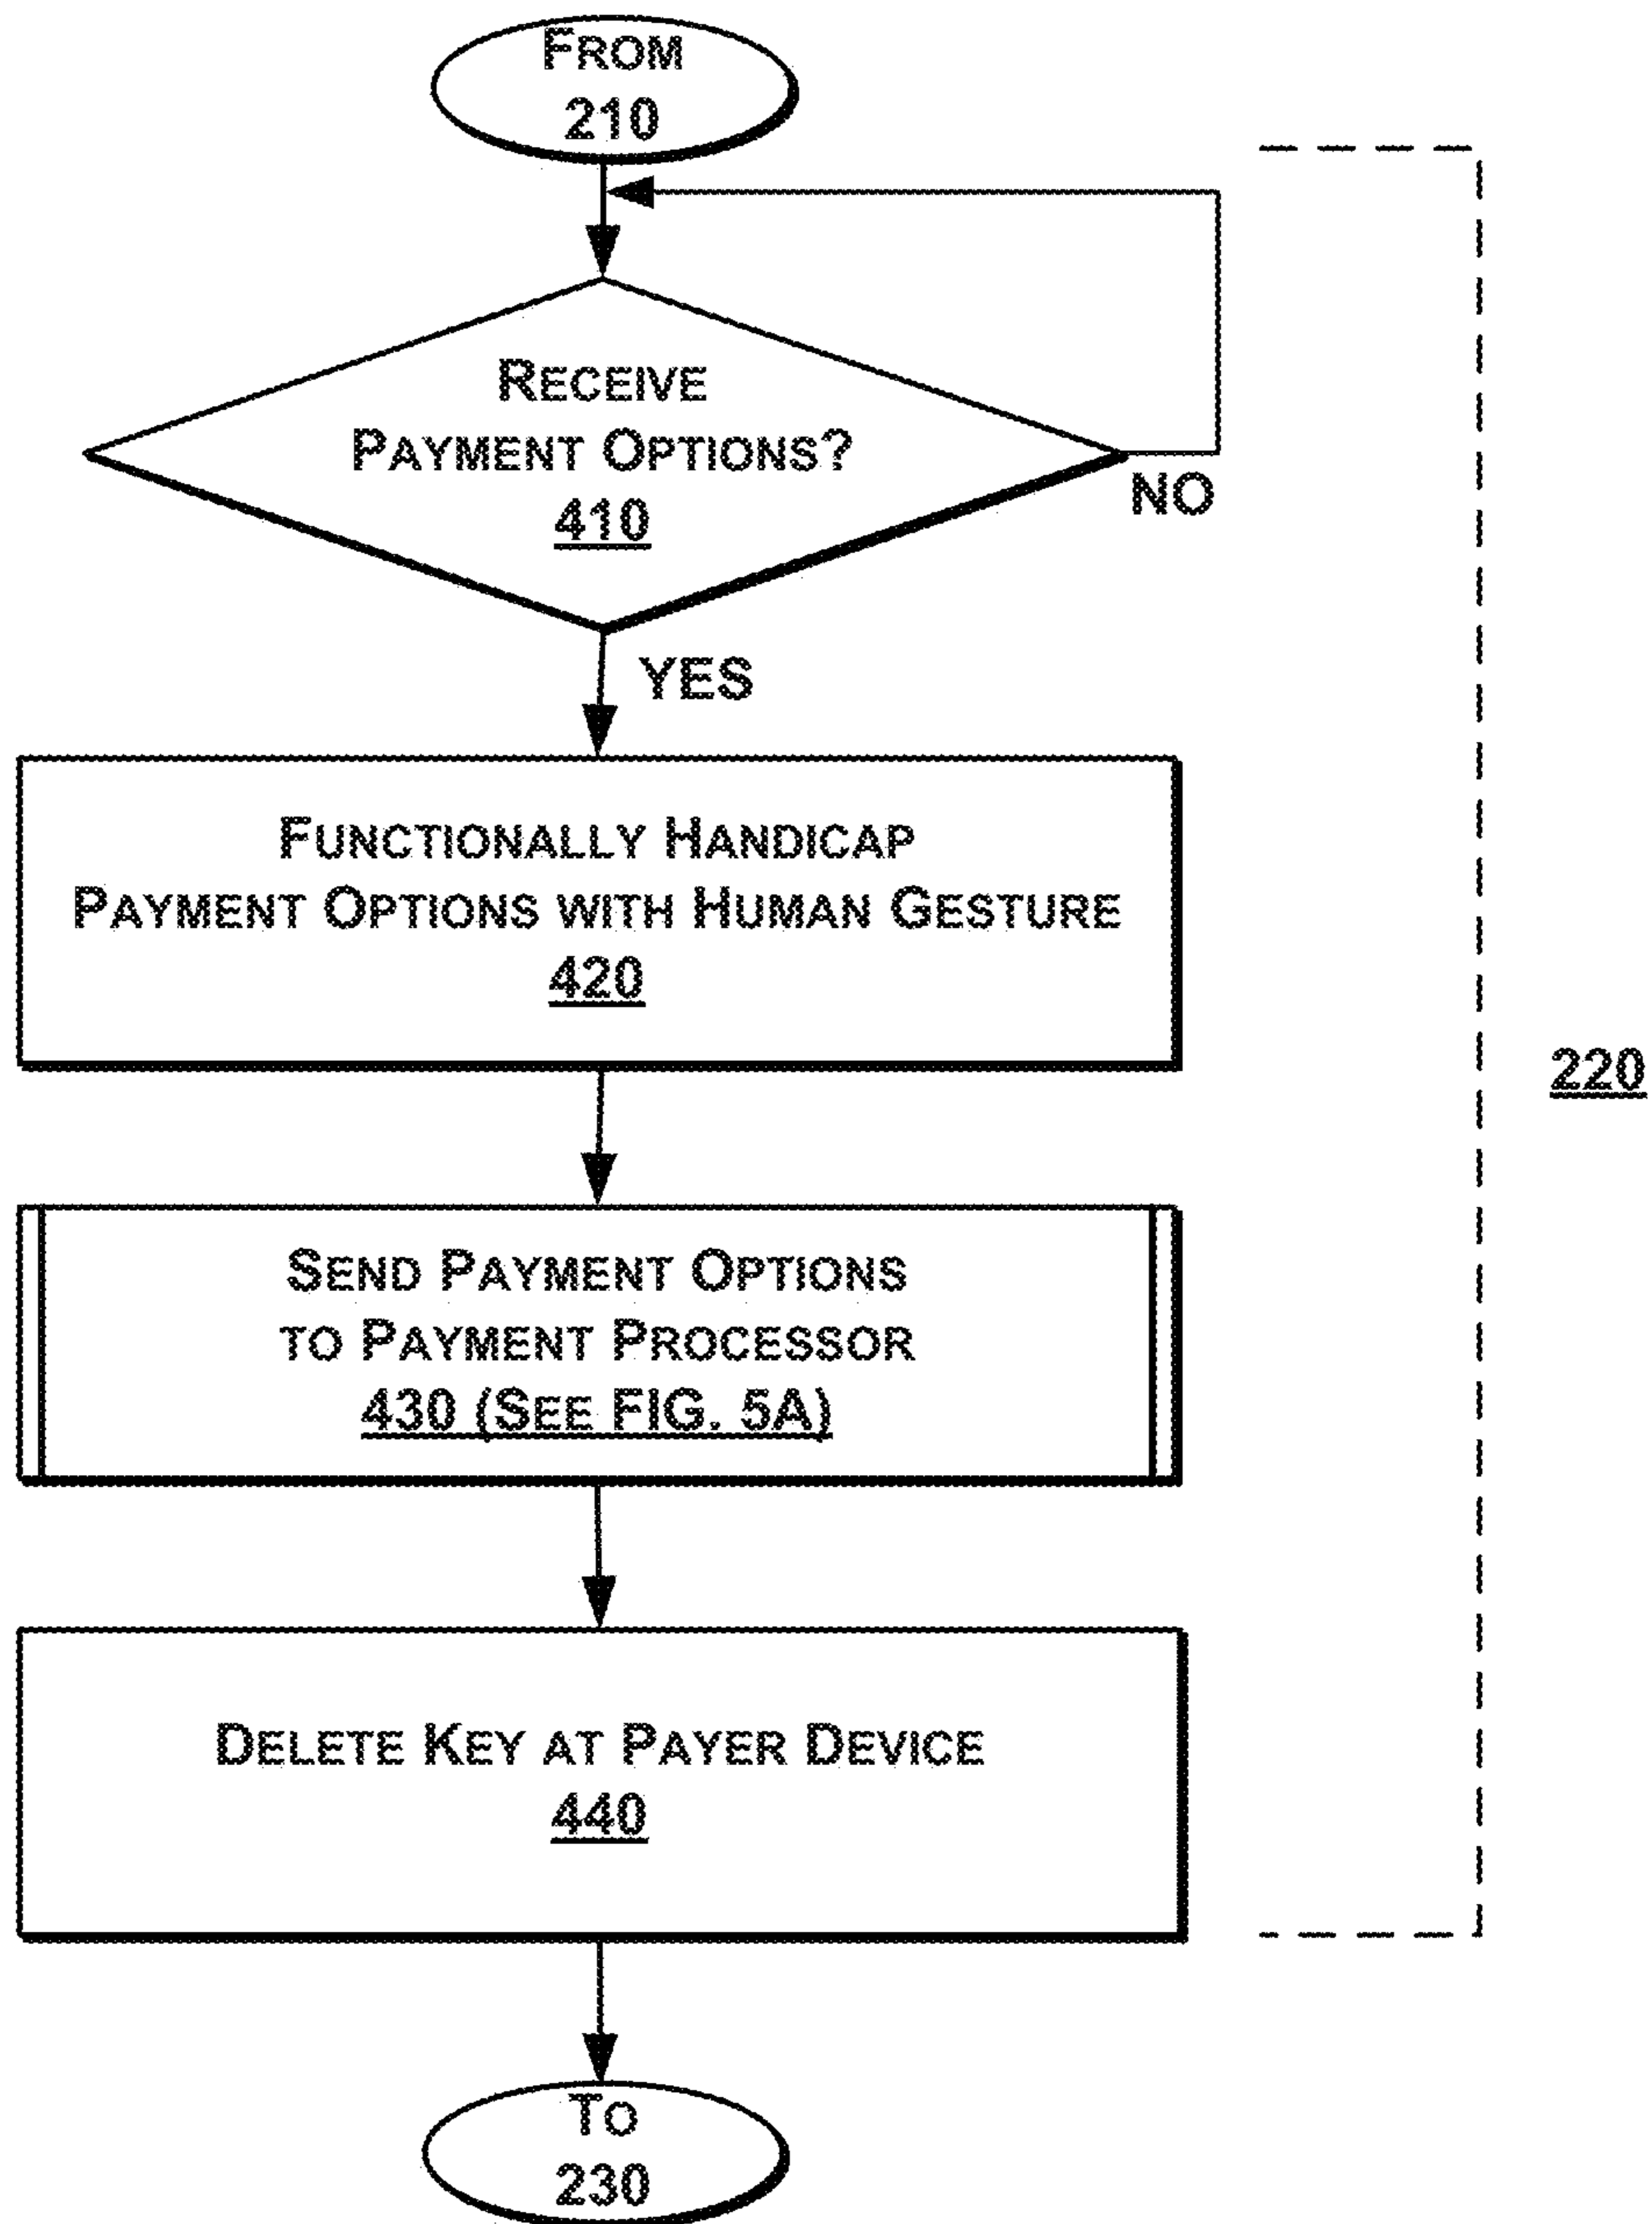 FROM
210
RECEIVE
PAYMENT OPTIONS?
410
NO
YES
FUNCTIONALLY HANDICAP
PAYMENT OPTIONS WITH HUMAN GESTURE
420
220
SEND PAYMENT OPTIONS
TO PAYMENT PROCESSOR
430 (SEE FIG. 5A)
DELETE KEY AT PAYER DEVICE
440
TO
230